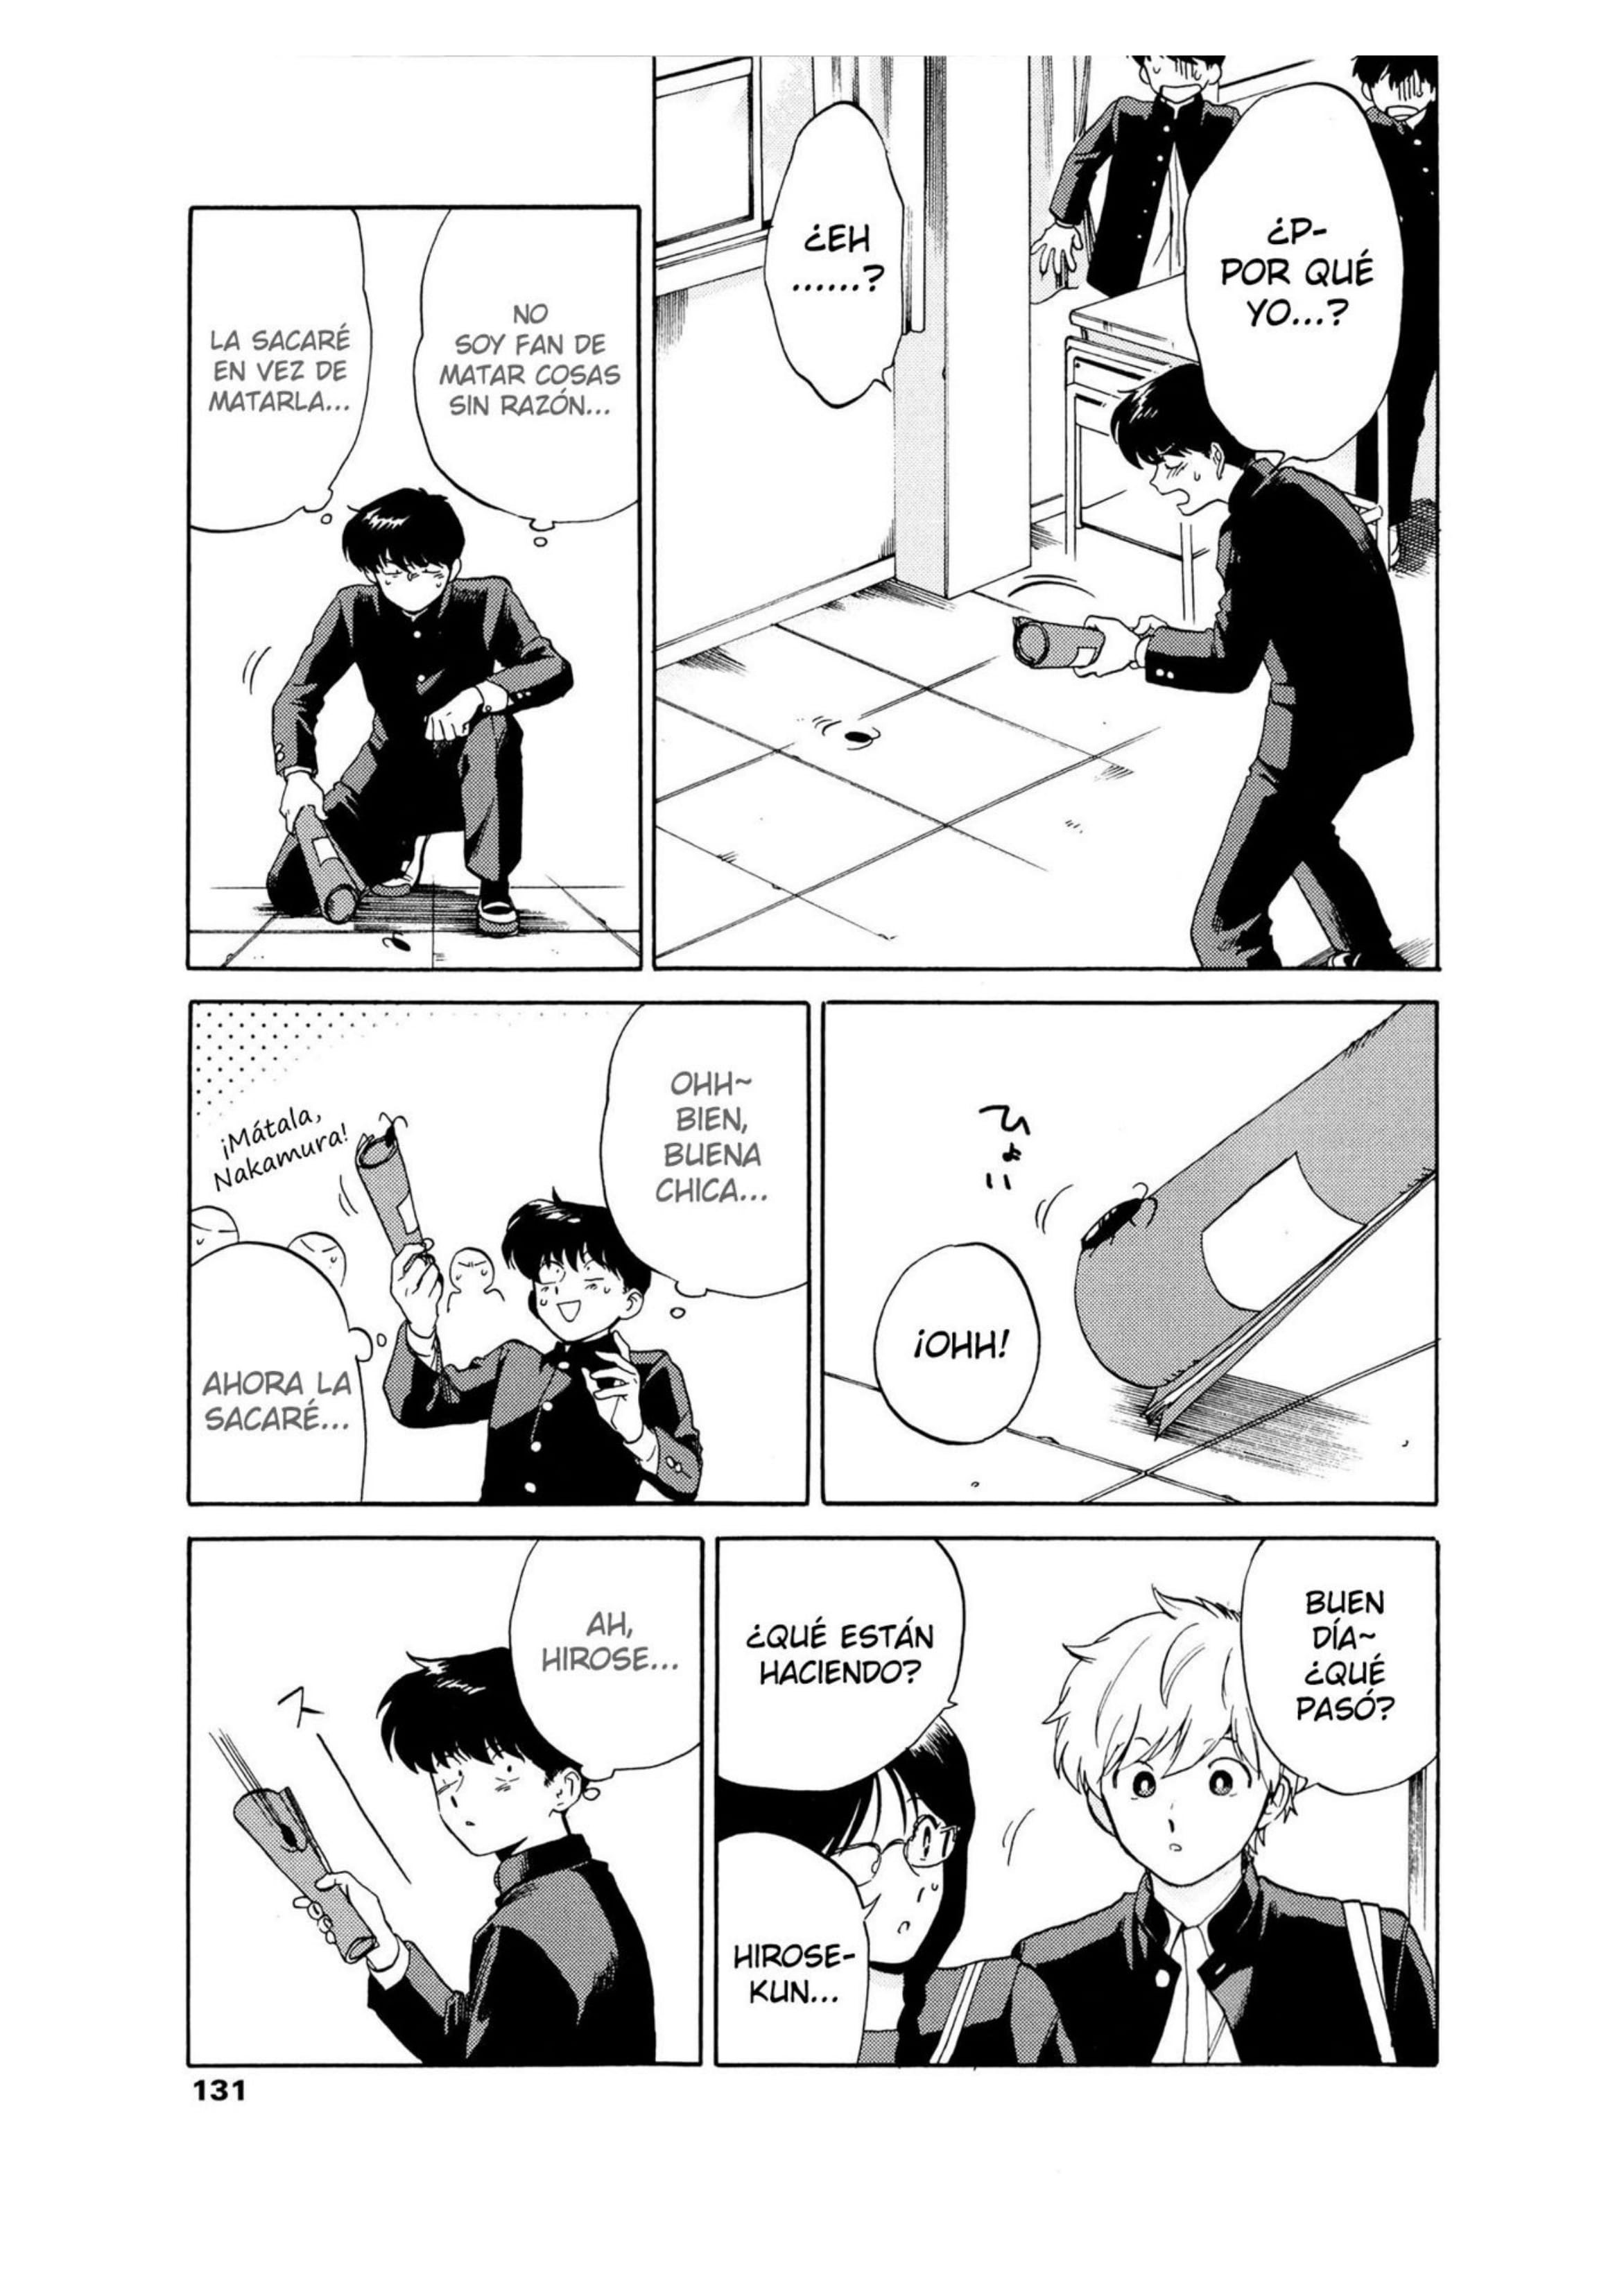 ¿P-
POR QUÉ
YO...?
¿EH
......?
NO
SOY FAN DE
MATAR COSAS
SIN RAZÓN...
LA SACARÉ
EN VEZ DE
MATARLA...
ひょい
¡OHH!
OHH~
BIEN,
BUENA
CHICA...
¡Mátala,
Nakamura!
AHORA LA
SACARÉ...
BUEN
DÍA~
¿QUÉ
PASÓ?
¿QUÉ ESTÁN
HACIENDO?
HIROSE-
KUN...
AH,
HIROSE...
スー
131